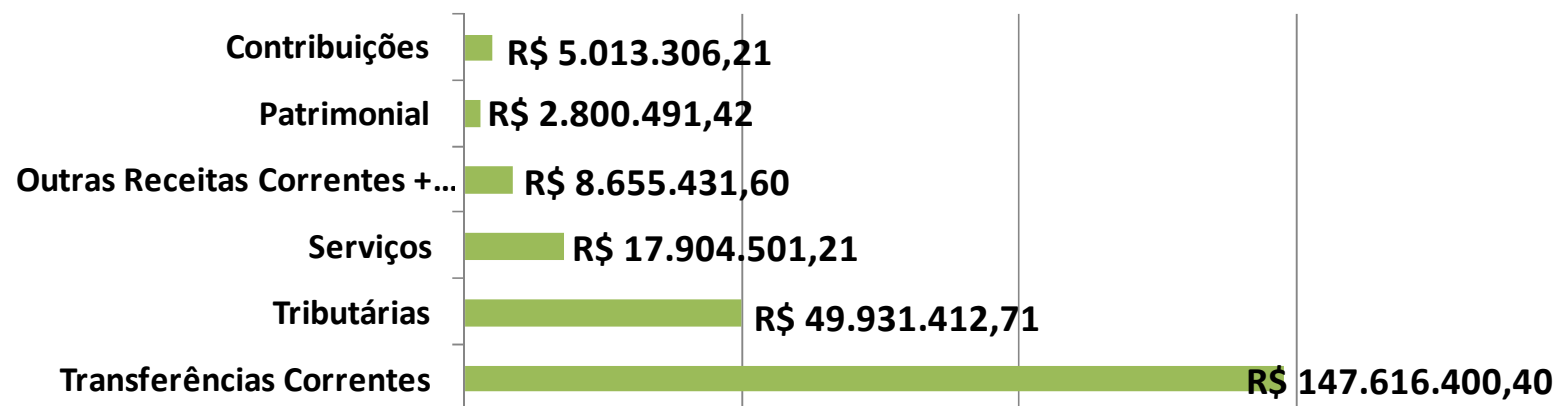 Contribuições R$ 5.013.306,21
Patrimonial R$ 2.800.491,42
Outras Receitas Correntes +... R$ 8.655.431,60
Serviços R$ 17.904.501,21
Tributárias R$ 49.931.412,71
Transferências Correntes R$ 147.616.400,40